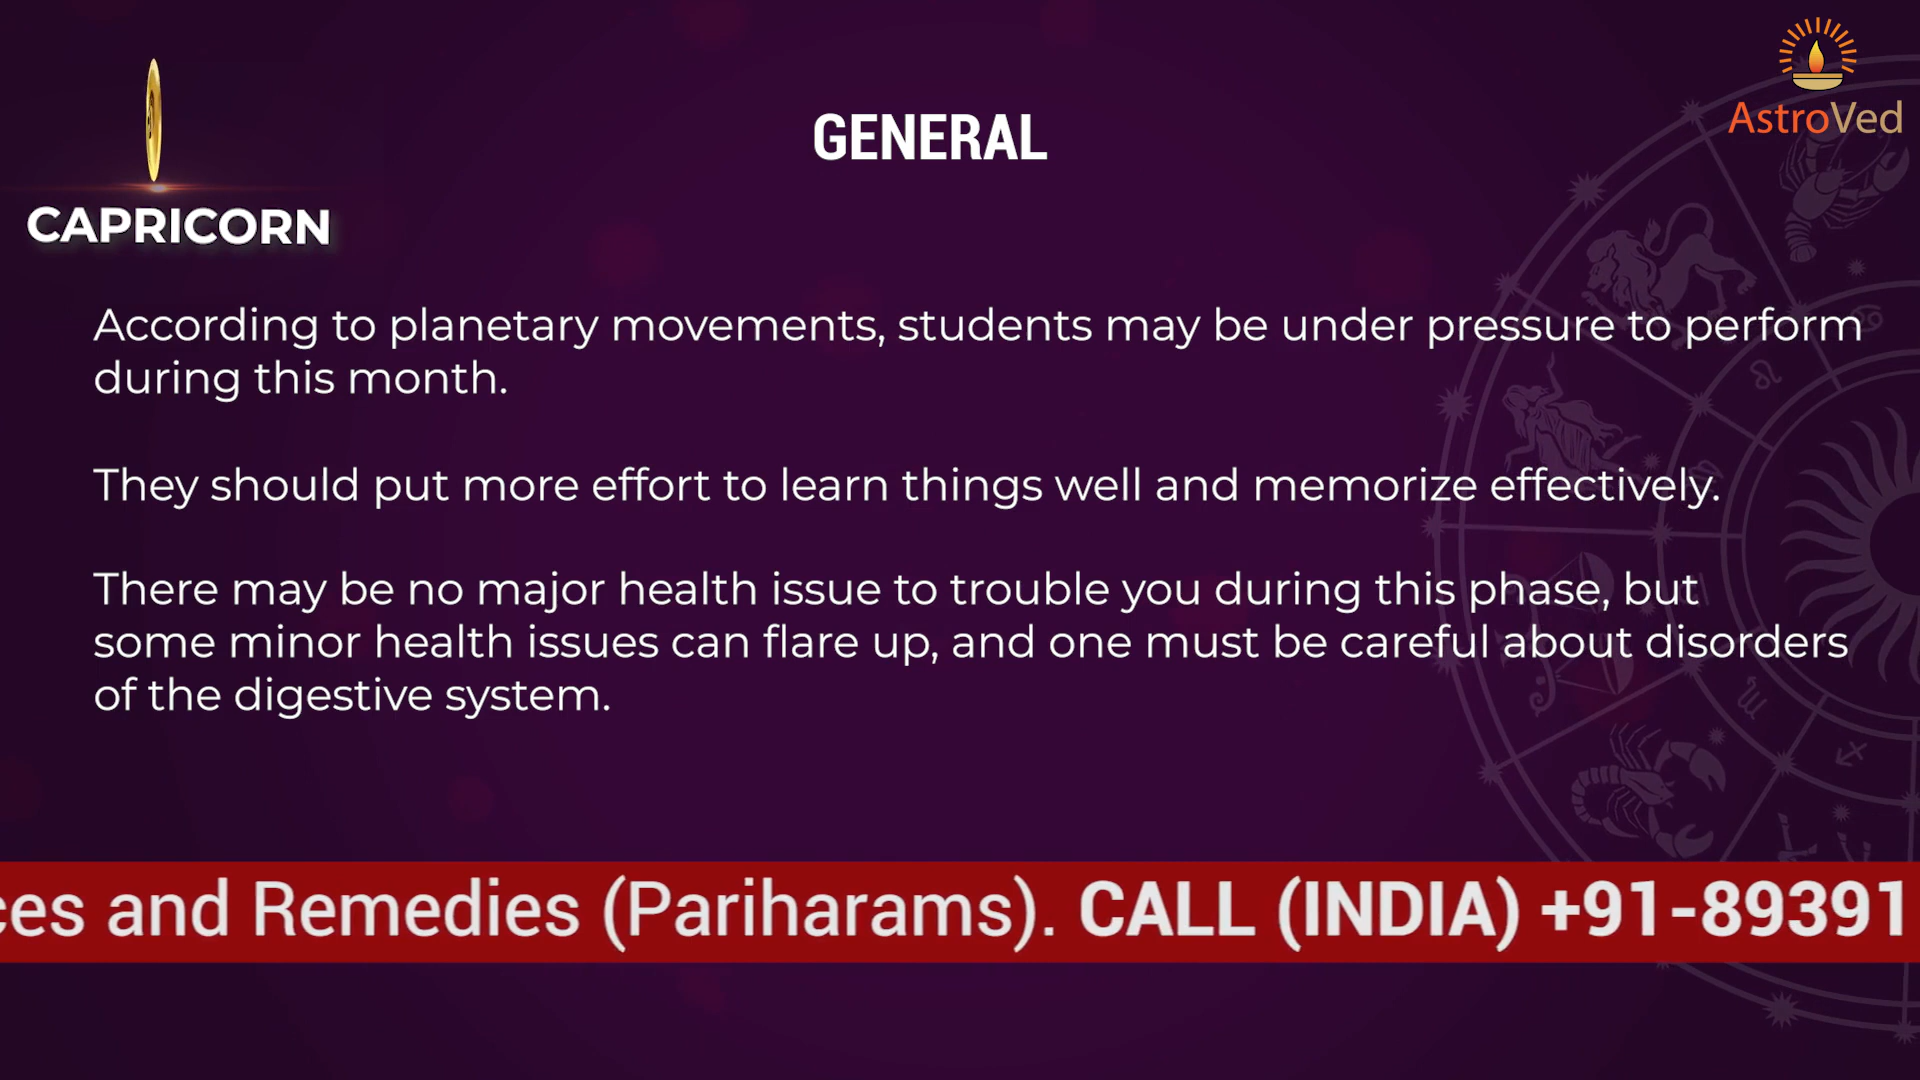 AstroVed
GENERAL
CAPRICORN
According to planetary movements, students may be under pressure to perform
during this month.
They should put more effort to learn things well and memorize effectively.
There may be no major health issue to trouble you during this phase, but
some minor health issues can flare up, and one must be careful about disorders
of the digestive system.
and Remedies (Pariharams). CALL (INDIA) +91-89391